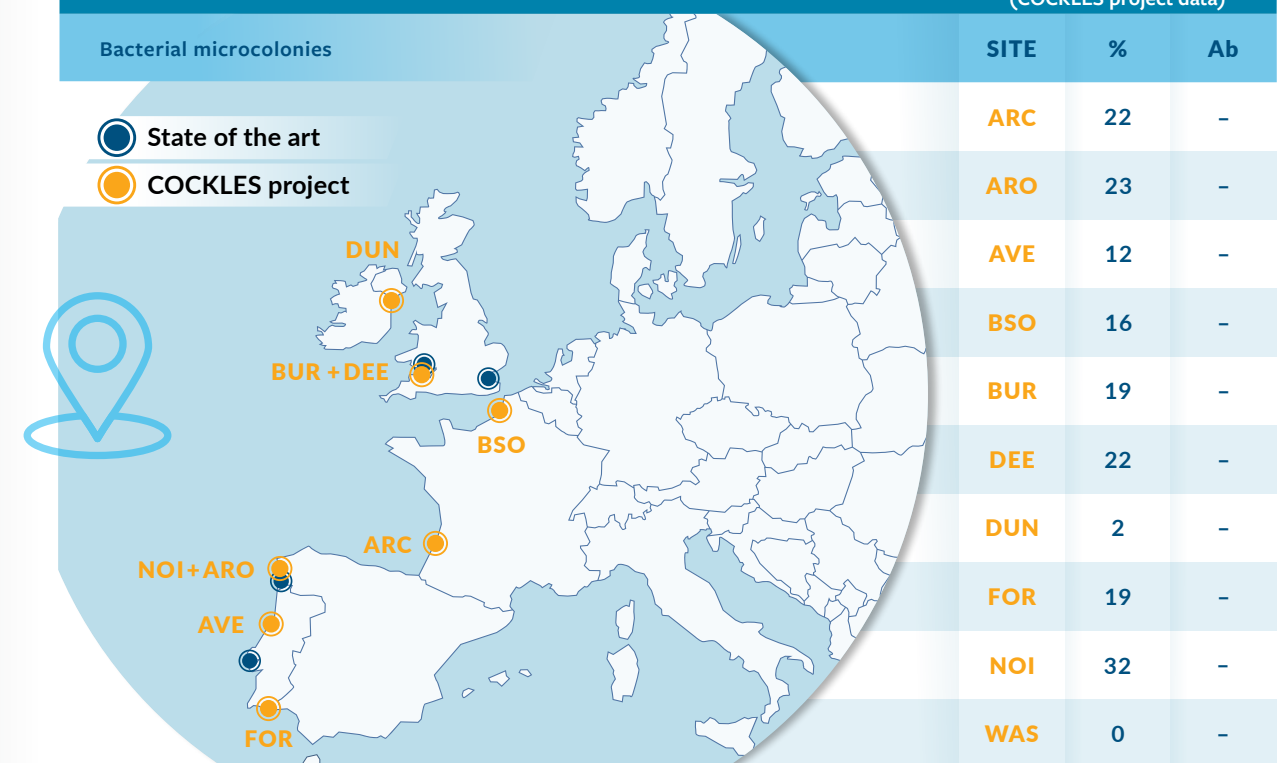 (COCKLES project data)
Bacterial microcolonies
SITE % Ab
State of the art
COCKLES project
DUN
BUR + DEE
BSO
ARC
NOI + ARO
AVE
FOR
ARC 22 –
ARO 23 –
AVE 12 –
BSO 16 –
BUR 19 –
DEE 22 –
DUN 2 –
FOR 19 –
NOI 32 –
WAS 0 –